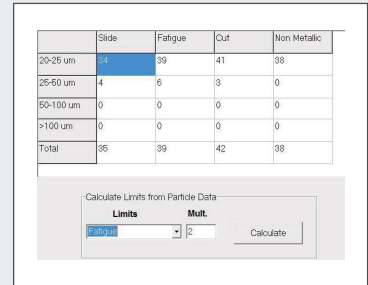 Slide Fatigue Cut Non Metallic
20-25 um 34 39 41 38
25-50 um 4 6 3 0
50-100 um 0 0 0 0
>100 um 0 0 0 0
Total 35 39 42 38
Calculate Limits from Particle Data
Limits Mult.
Fatigue 2 Calculate